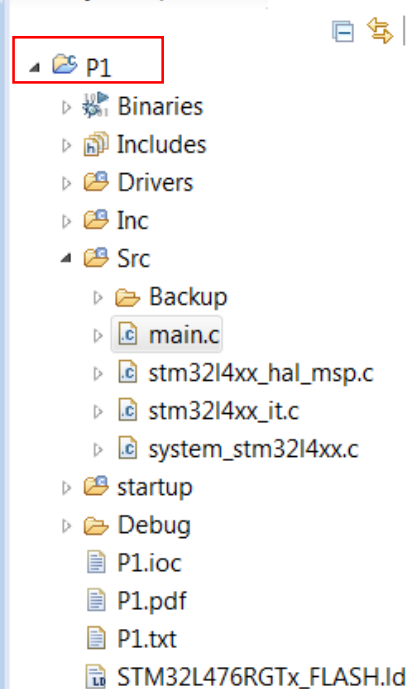 P1
Binaries
Includes
Drivers
Inc
Src
Backup
main.c
stm32l4xx_hal_msp.c
stm32l4xx_it.c
system_stm32l4xx.c
startup
Debug
P1.ioc
P1.pdf
P1.txt
STM32L476RGTx_FLASH.ld